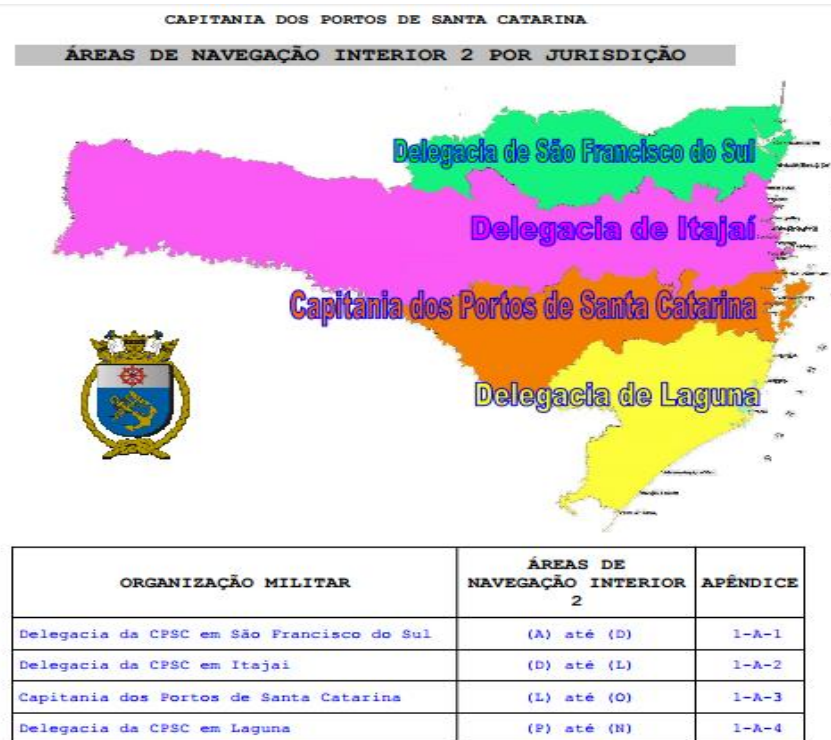 CAPITANIA DOS PORTOS DE SANTA CATARINA
ÁREAS DE NAVEGAÇÃO INTERIOR 2 POR JURISDIÇÃO
Delegacia de São Francisco do Sul
Delegacia de Itajaí
Capitania dos Portos de Santa Catarina
Delegacia de Laguna
ORGANIZAÇÃO MILITAR
ÁREAS DE
NAVEGAÇÃO INTERIOR
2
APÊNDICE
Delegacia da CPSC em São Francisco do Sul (A) até (D) 1-A-1
Delegacia da CPSC em Itajai (D) até (L) 1-A-2
Capitania dos Portos de Santa Catarina (L) até (O) 1-A-3
Delegacia da CPSC em Laguna (P) até (N) 1-A-4